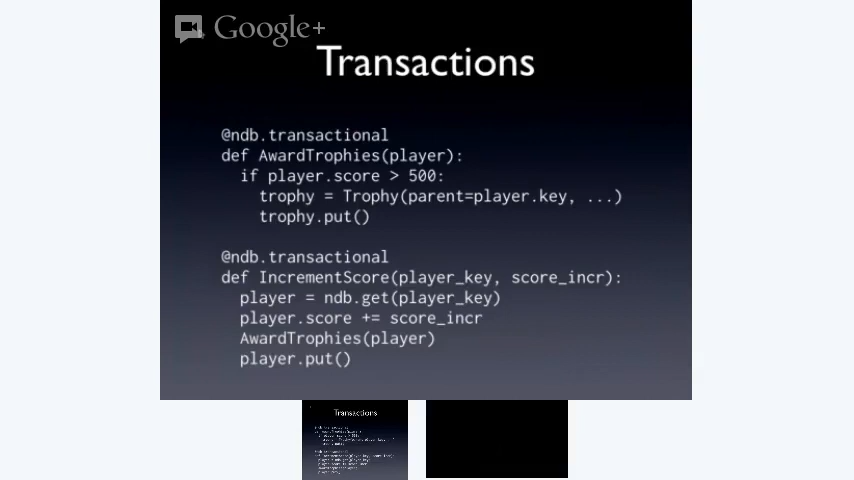 Google+
Transactions
@ndb.transactional
def AwardTrophies(player):
  if player.score > 500:
    trophy = Trophy(parent=player.key, ...)
    trophy.put()
@ndb.transactional
def IncrementScore(player_key, score_incr):
  player = ndb.get(player_key)
  player.score += score_incr
  AwardTrophies(player)
  player.put()
Transactions